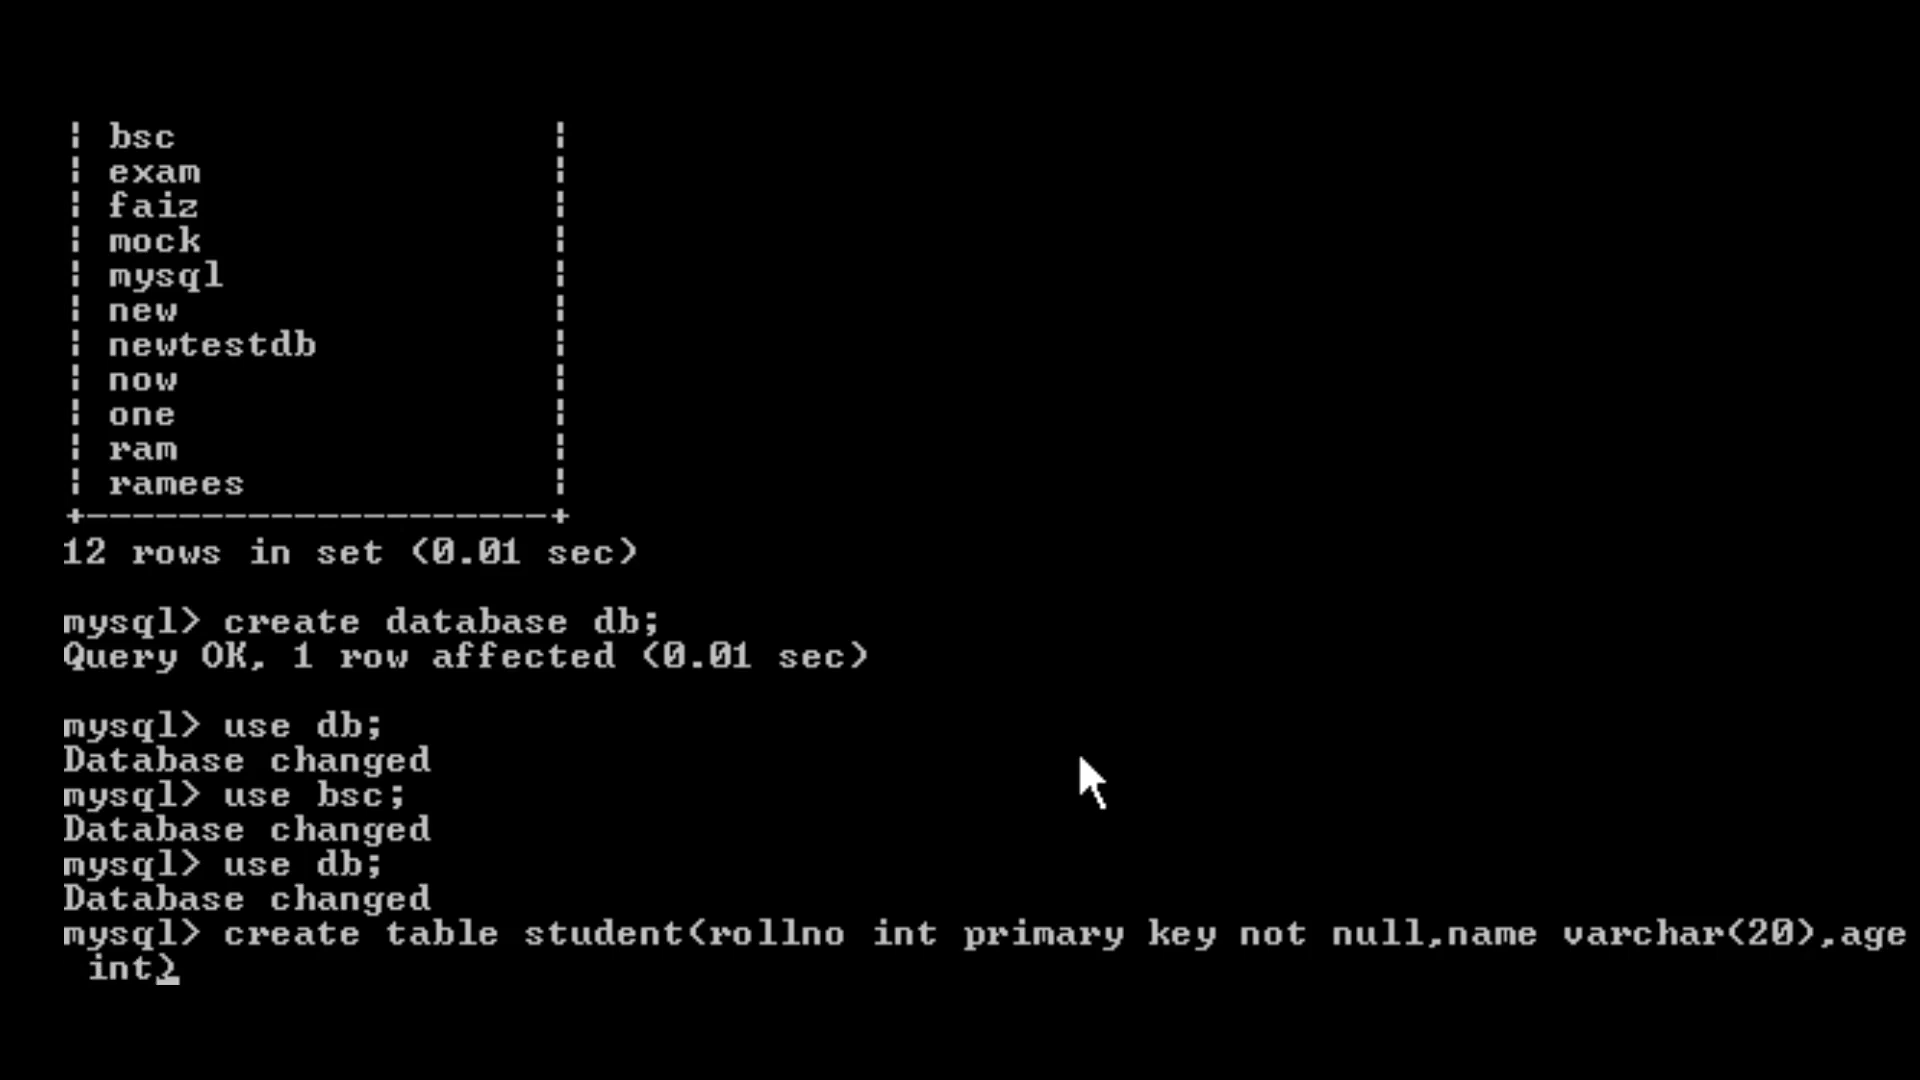 | bsc |
| exam |
| faiz |
| mock |
| mysql |
| new |
| newtestdb |
| now |
| one |
| ram |
| ramees |
+--------------------+
12 rows in set (0.01 sec)
mysql> create database db;
Query OK, 1 row affected (0.01 sec)
mysql> use db;
Database changed
mysql> use bsc;
Database changed
mysql> use db;
Database changed
mysql> create table student(rollno int primary key not null,name varchar(20),age
int)